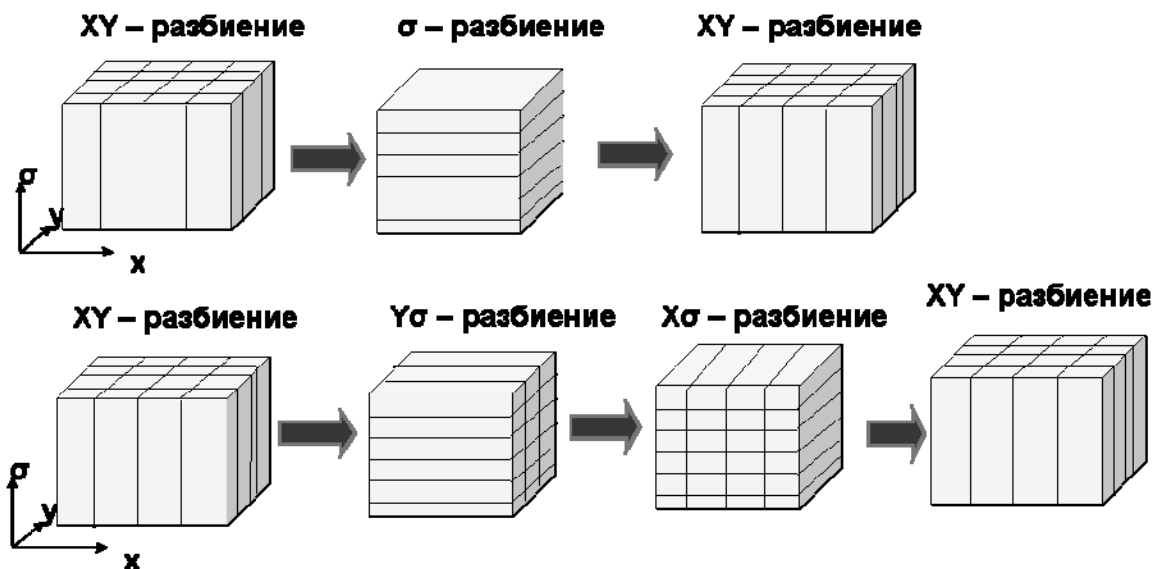 XY – разбиение
σ – разбиение
XY – разбиение
σ
y
x
XY – разбиение
Yσ – разбиение
Xσ – разбиение
XY – разбиение
σ
y
x